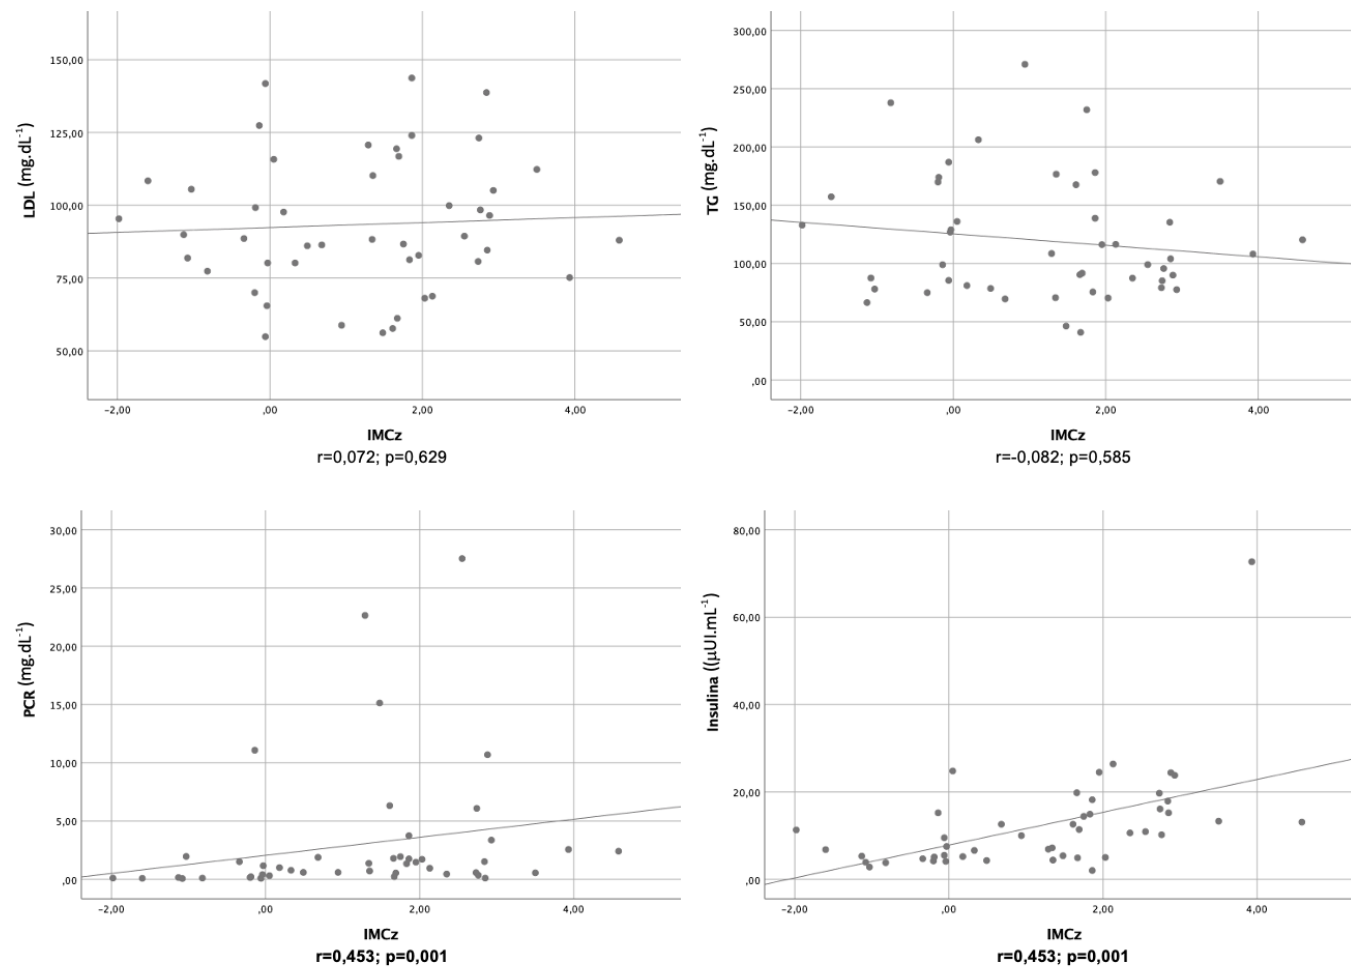 150,00
125,00
100,00
75,00
50,00
LDL (mg.dL-1)
-2,00 ,00 2,00 4,00
IMCz
r=0,072; p=0,629
300,00
250,00
200,00
150,00
100,00
50,00
,00
TG (mg.dL-1)
-2,00 ,00 2,00 4,00
IMCz
r=-0,082; p=0,585
30,00
25,00
20,00
15,00
10,00
5,00
,00
PCR (mg.dL-1)
-2,00 ,00 2,00 4,00
IMCz
r=0,453; p=0,001
80,00
60,00
40,00
20,00
,00
Insulina ((μUI.mL-1)
-2,00 ,00 2,00 4,00
IMCz
r=0,453; p=0,001